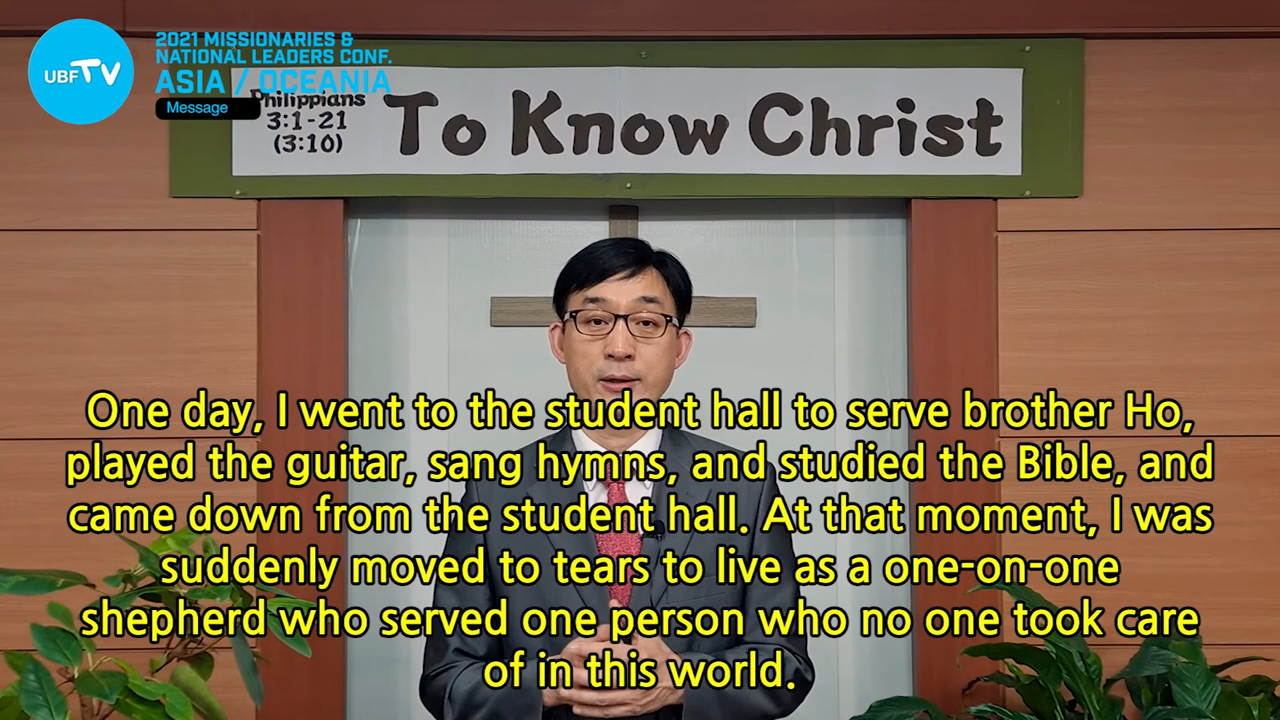 UBFTV
2021 MISSIONARIES &
NATIONAL LEADERS CONF.
ASIA / OCEANIA
Message
Philippians
3:1-21
(3:10)
To Know Christ
One day, I went to the student hall to serve brother Ho,
played the guitar, sang hymns, and studied the Bible, and
came down from the student hall. At that moment, I was
suddenly moved to tears to live as a one-on-one
shepherd who served one person who no one took care
of in this world.